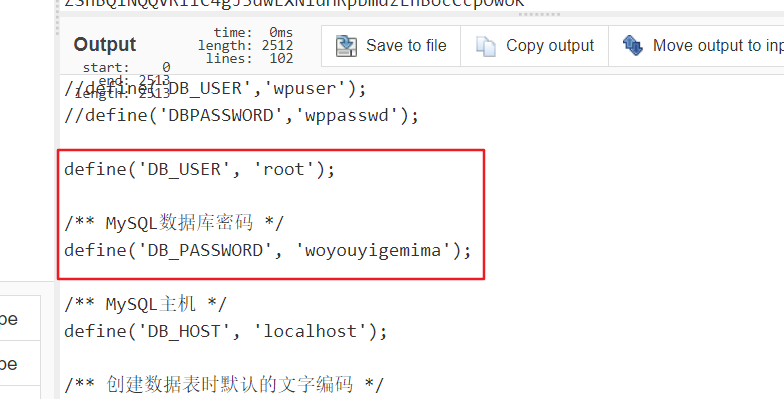 Output
time: 0ms
length: 2512
lines: 102
start: 0
end: 2513
length: 2513
Save to file
Copy output
Move output to inp
//define('DB_USER','wpuser');
//define('DBPASSWORD','wppasswd');
define('DB_USER', 'root');
/** MySQL数据库密码 */
define('DB_PASSWORD', 'woyouyigemima');
/** MySQL主机 */
define('DB_HOST', 'localhost');
/** 创建数据表时默认的文字编码 */
pe
pe